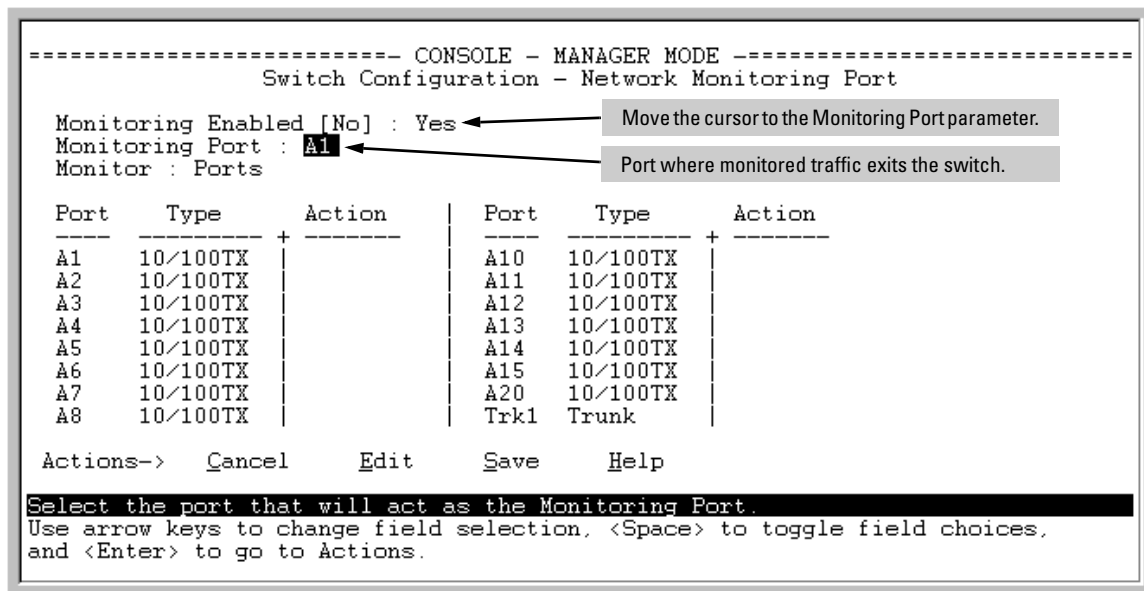 ===========================- CONSOLE - MANAGER MODE -============================
Switch Configuration - Network Monitoring Port
Monitoring Enabled [No] : Yes
Move the cursor to the Monitoring Port parameter.
Monitoring Port : A1
Port where monitored traffic exits the switch.
Monitor : Ports
Port Type Action | Port Type Action
---- --------- + ------- | ---- --------- + -------
A1 10/100TX | | A10 10/100TX |
A2 10/100TX | | A11 10/100TX |
A3 10/100TX | | A12 10/100TX |
A4 10/100TX | | A13 10/100TX |
A5 10/100TX | | A14 10/100TX |
A6 10/100TX | | A15 10/100TX |
A7 10/100TX | | A20 10/100TX |
A8 10/100TX | | Trk1 Trunk |
Actions-> Cancel Edit Save Help
Select the port that will act as the Monitoring Port.
Use arrow keys to change field selection, <Space> to toggle field choices,
and <Enter> to go to Actions.